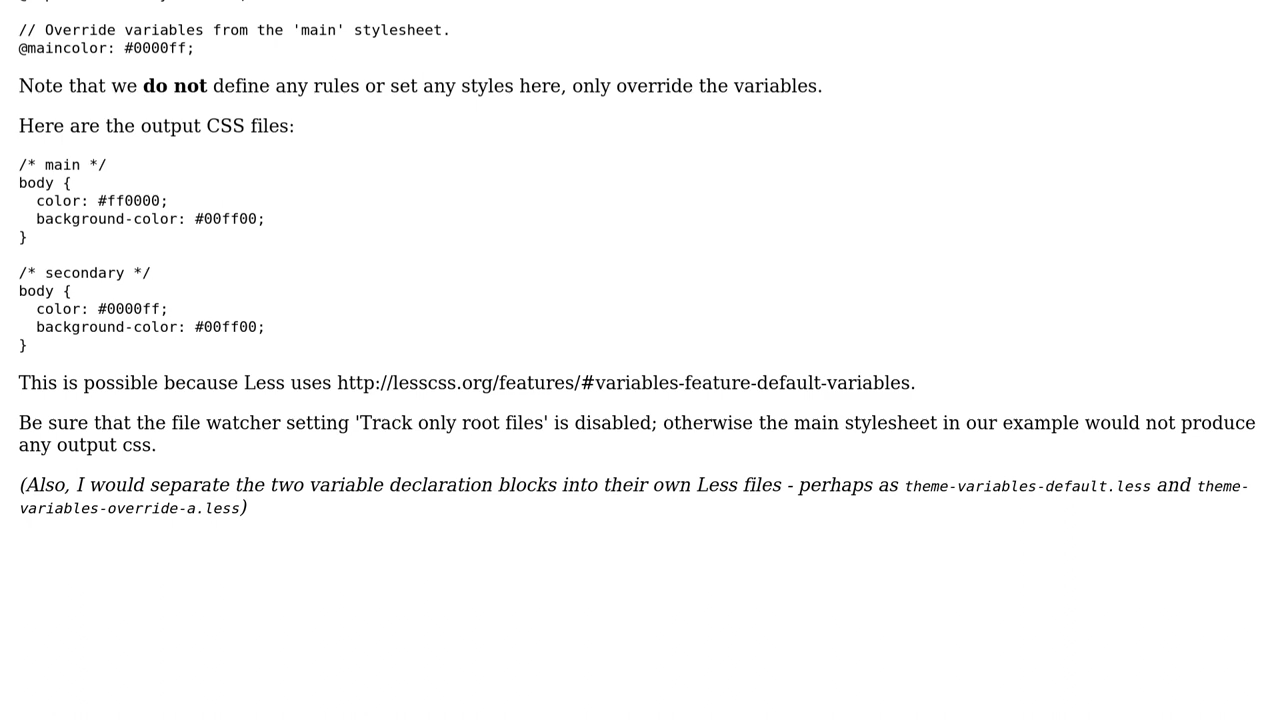 // Override variables from the 'main' stylesheet.
@maincolor: #0000ff;
Note that we do not define any rules or set any styles here, only override the variables.
Here are the output CSS files:
/* main */
body {
  color: #ff0000;
  background-color: #00ff00;
}
/* secondary */
body {
  color: #0000ff;
  background-color: #00ff00;
}
This is possible because Less uses http://lesscss.org/features/#variables-feature-default-variables.
Be sure that the file watcher setting 'Track only root files' is disabled; otherwise the main stylesheet in our example would not produce
any output css.
(Also, I would separate the two variable declaration blocks into their own Less files - perhaps as theme-variables-default.less and theme-
variables-override-a.less)